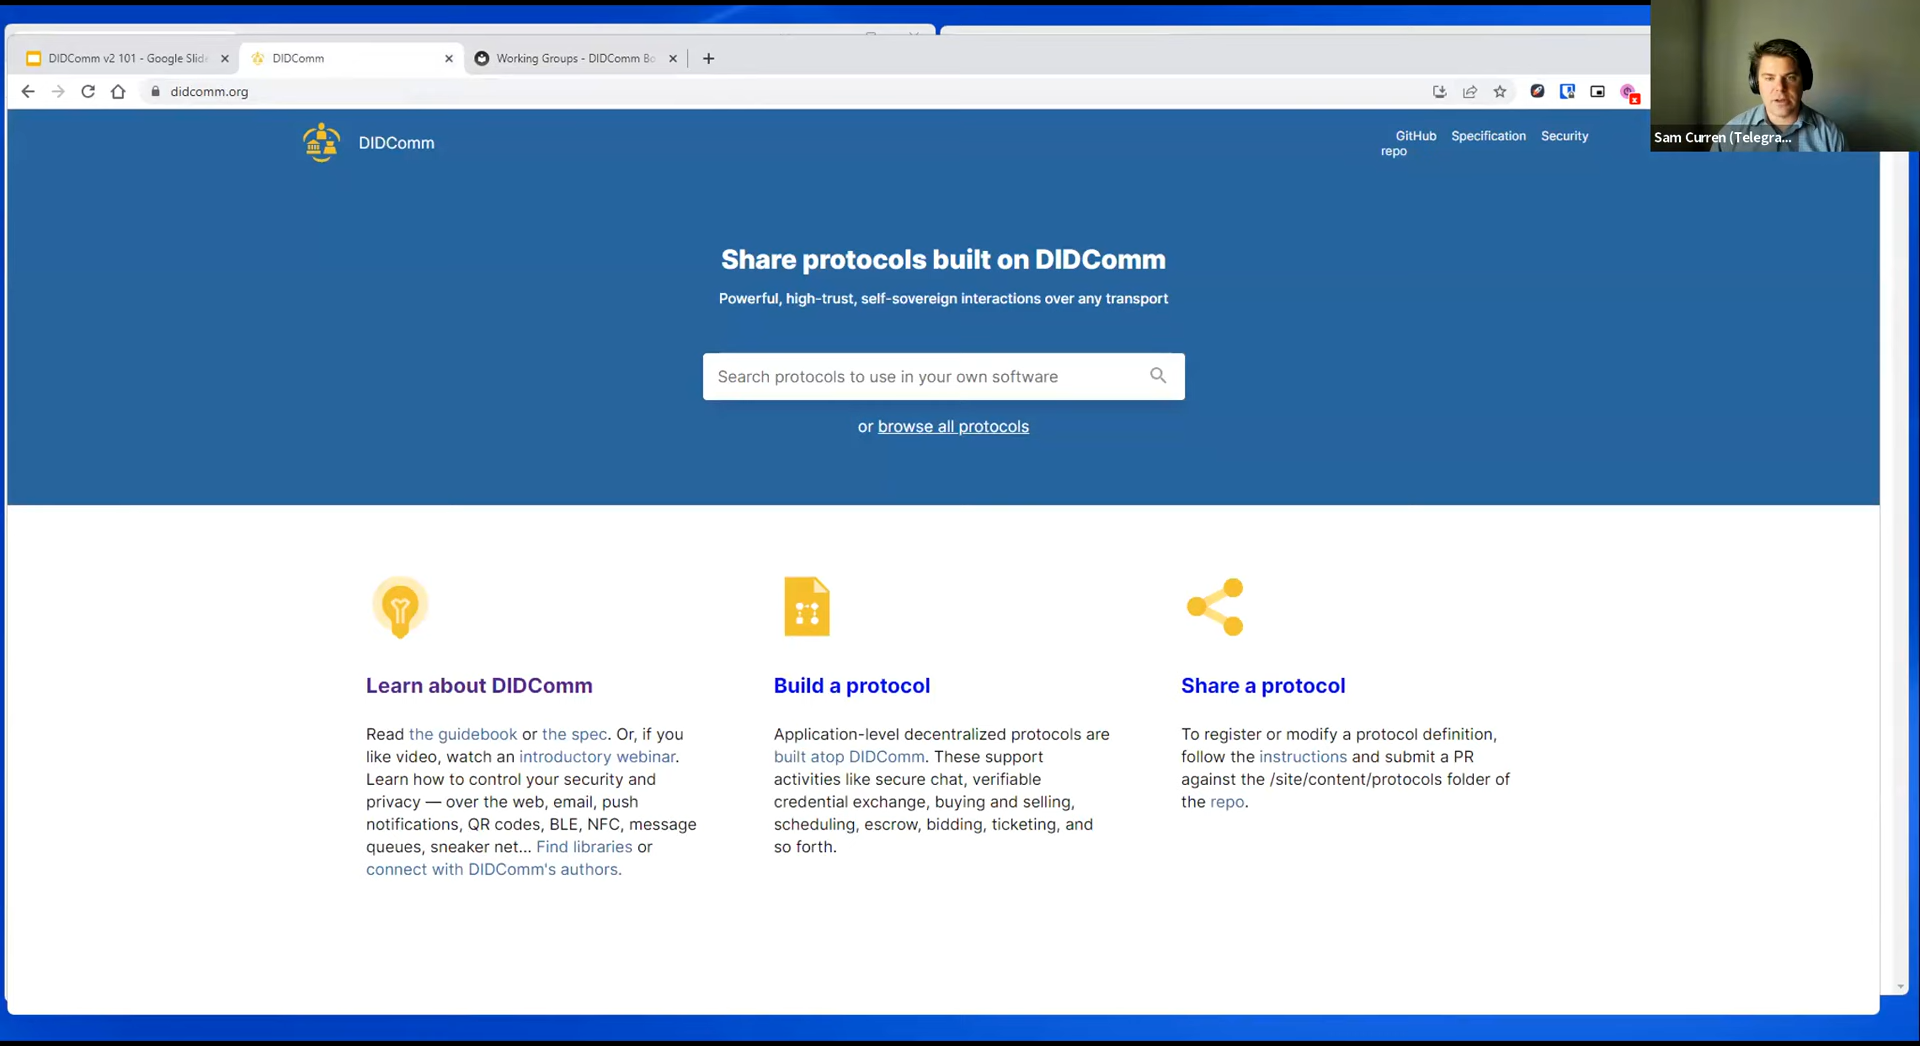 DIDComm v2 101 - Google Slide
DIDComm
Working Groups - DIDComm Bo
didcomm.org
Sam Curren (Telegra...
DIDComm
GitHub repo
Specification
Security
Share protocols built on DIDComm
Powerful, high-trust, self-sovereign interactions over any transport
Search protocols to use in your own software
or browse all protocols
Learn about DIDComm
Read the guidebook or the spec. Or, if you
like video, watch an introductory webinar.
Learn how to control your security and
privacy — over the web, email, push
notifications, QR codes, BLE, NFC, message
queues, sneaker net... Find libraries or
connect with DIDComm's authors.
Build a protocol
Application-level decentralized protocols are
built atop DIDComm. These support
activities like secure chat, verifiable
credential exchange, buying and selling,
scheduling, escrow, bidding, ticketing, and
so forth.
Share a protocol
To register or modify a protocol definition,
follow the instructions and submit a PR
against the /site/content/protocols folder of
the repo.